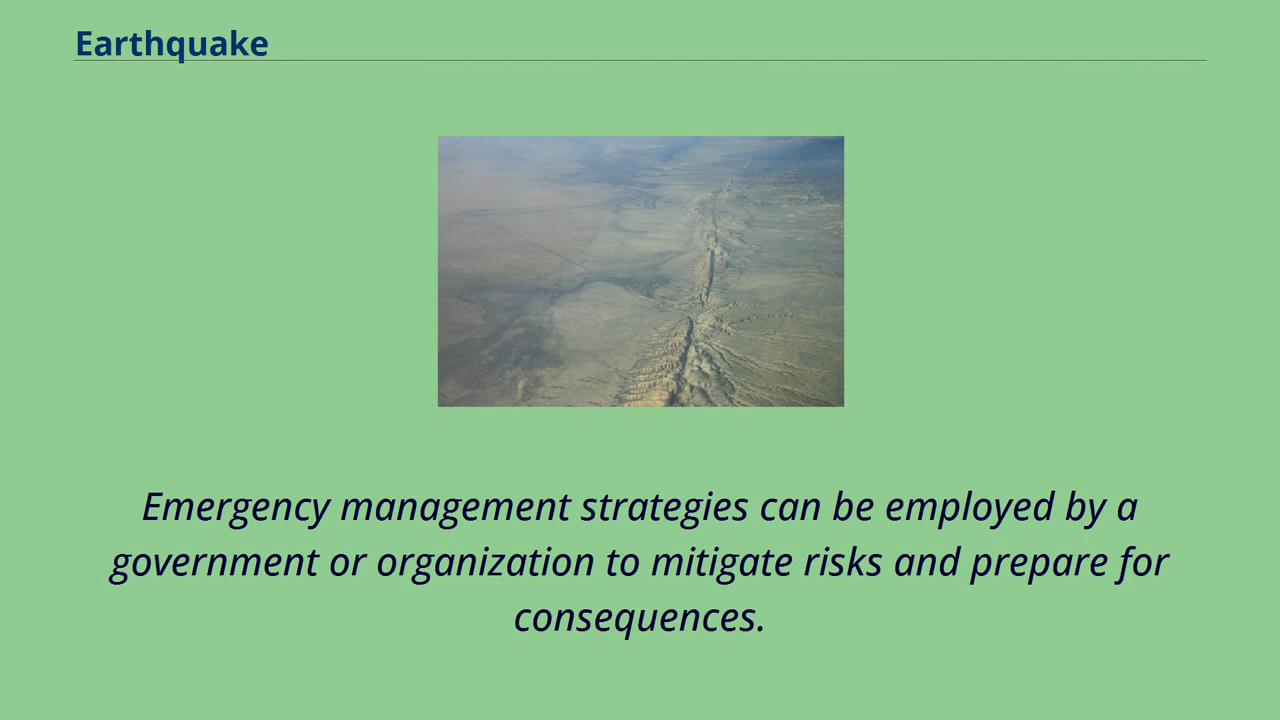 Earthquake
Emergency management strategies can be employed by a
government or organization to mitigate risks and prepare for
consequences.